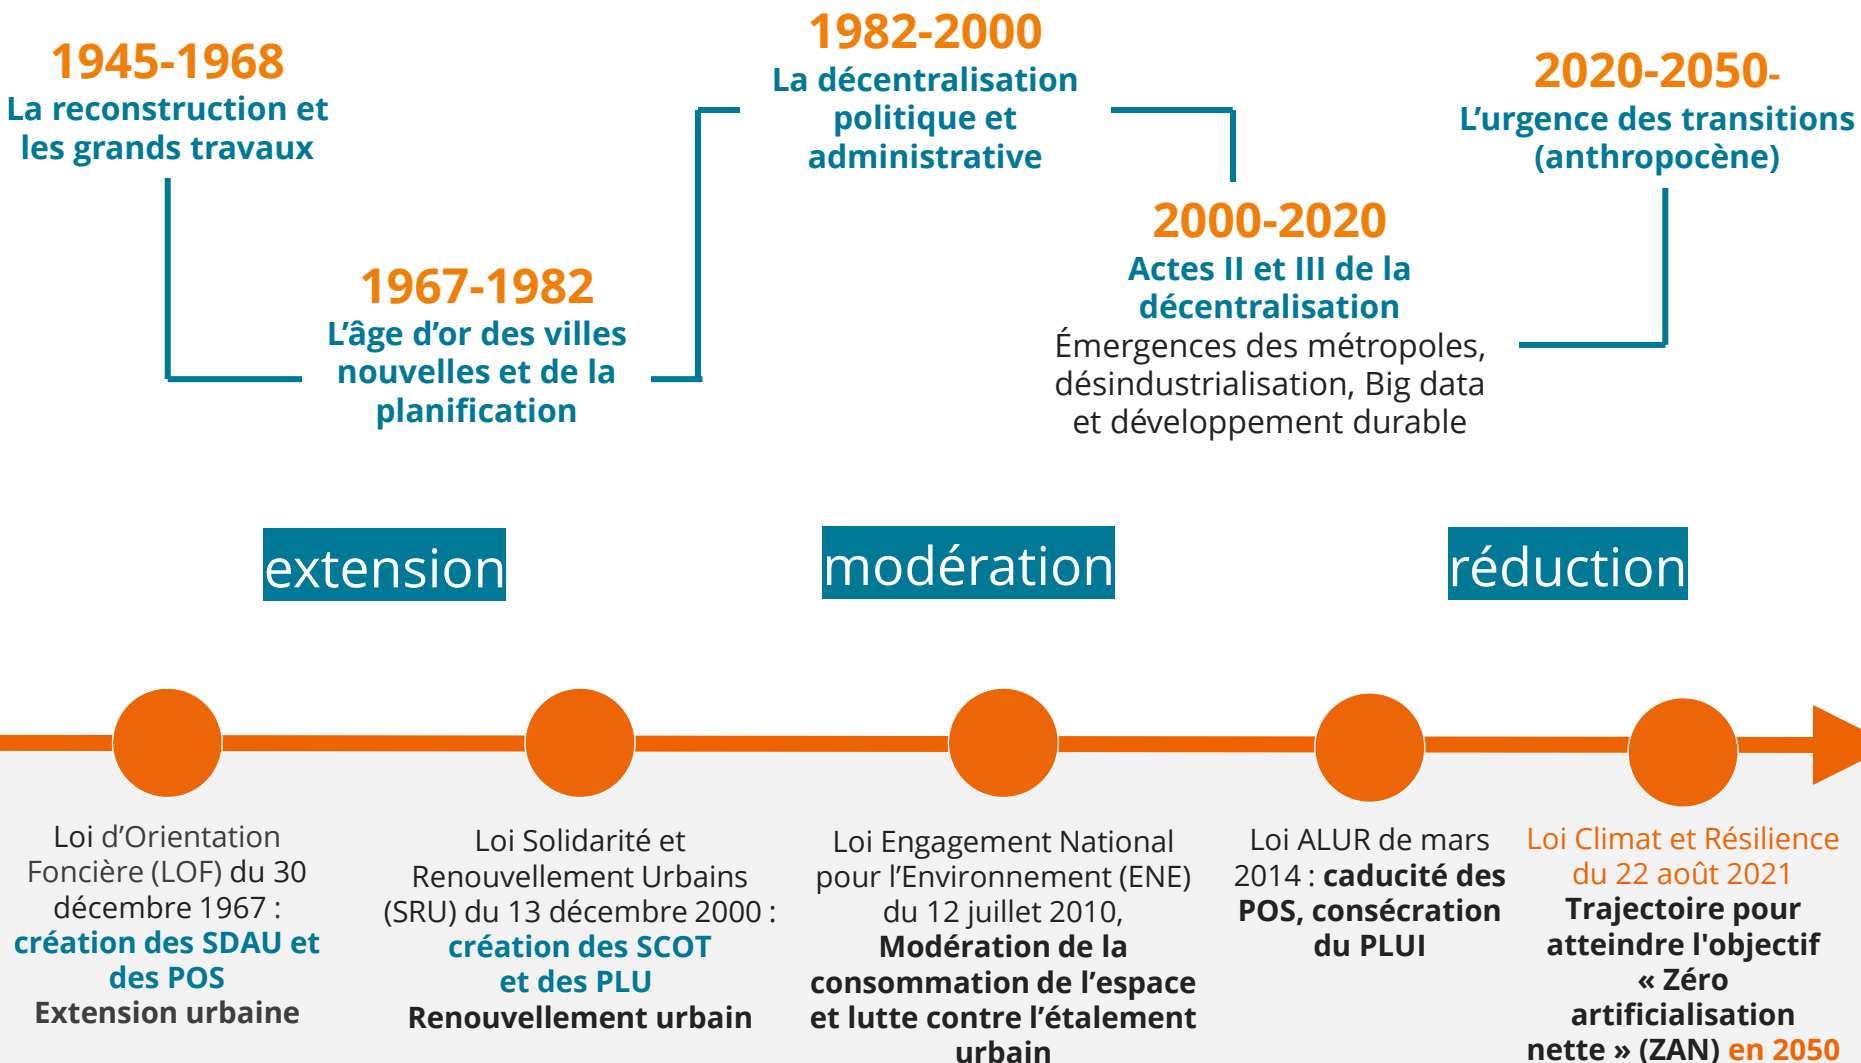 1945-1968
La reconstruction et
les grands travaux
1967-1982
L’âge d’or des villes
nouvelles et de la
planification
1982-2000
La décentralisation
politique et
administrative
2000-2020
Actes II et III de la
décentralisation
Émergences des métropoles,
désindustrialisation, Big data
et développement durable
2020-2050-
L’urgence des transitions
(anthropocène)
extension
modération
réduction
Loi d’Orientation
Foncière (LOF) du 30
décembre 1967 :
création des SDAU et
des POS
Extension urbaine
Loi Solidarité et
Renouvellement Urbains
(SRU) du 13 décembre 2000 :
création des SCOT
et des PLU
Renouvellement urbain
Loi Engagement National
pour l’Environnement (ENE)
du 12 juillet 2010,
Modération de la
consommation de l’espace
et lutte contre l’étalement
urbain
Loi ALUR de mars
2014 : caducité des
POS, consécration
du PLUI
Loi Climat et Résilience
du 22 août 2021
Trajectoire pour
atteindre l'objectif
« Zéro
artificialisation
nette » (ZAN) en 2050